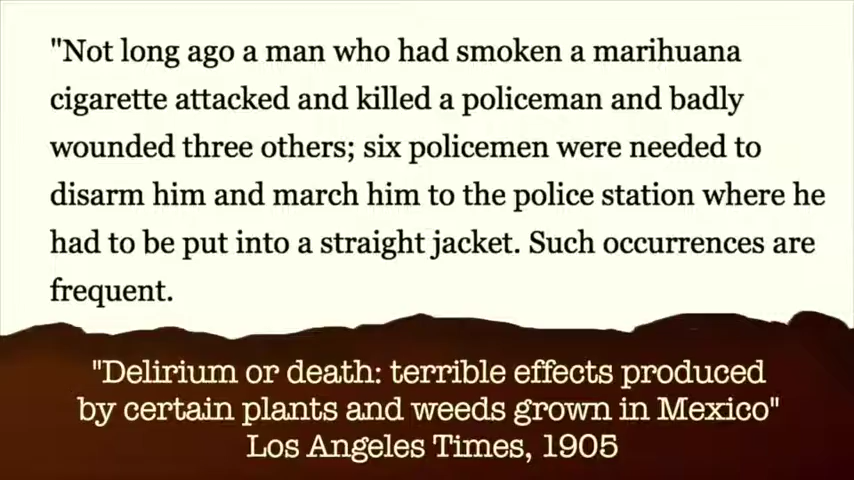 "Not long ago a man who had smoken a marihuana
cigarette attacked and killed a policeman and badly
wounded three others; six policemen were needed to
disarm him and march him to the police station where he
had to be put into a straight jacket. Such occurrences are
frequent.
"Delirium or death: terrible effects produced
by certain plants and weeds grown in Mexico"
Los Angeles Times, 1905